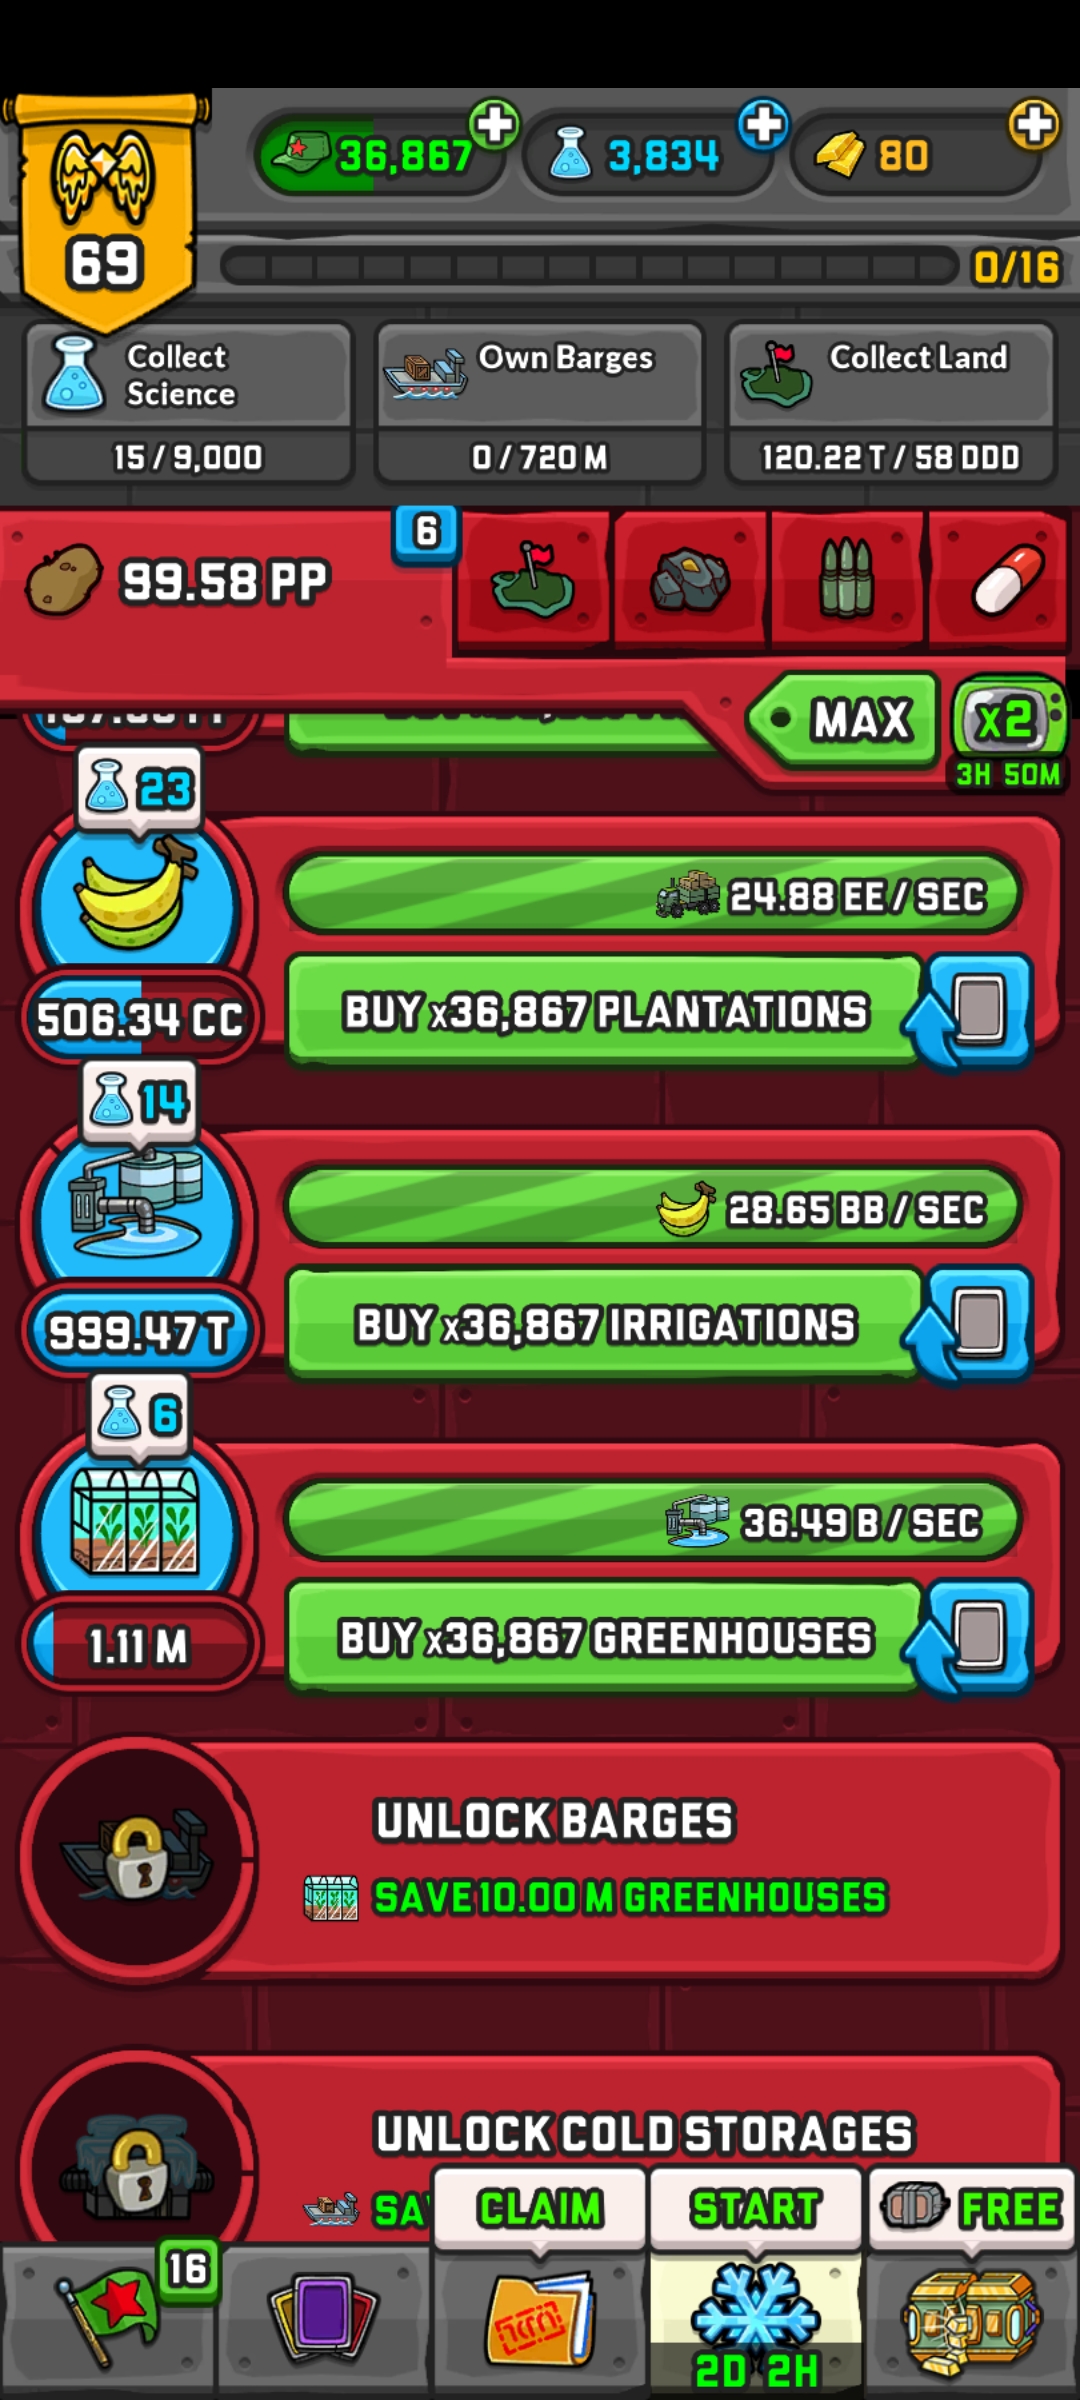 36,867
3,834
80
69
0/16
Collect
Science
15 / 9,000
Own Barges
0 / 720 M
Collect Land
120.22 T / 58 DDD
99.58 PP
6
MAX
x2
3H 50M
23
24.88 EE / SEC
506.34 CC
BUY x36,867 PLANTATIONS
14
28.65 BB / SEC
999.47 T
BUY x36,867 IRRIGATIONS
6
36.49 B / SEC
1.11 M
BUY x36,867 GREENHOUSES
UNLOCK BARGES
SAVE 10.00 M GREENHOUSES
UNLOCK COLD STORAGES
CLAIM
START
FREE
16
2D 2H